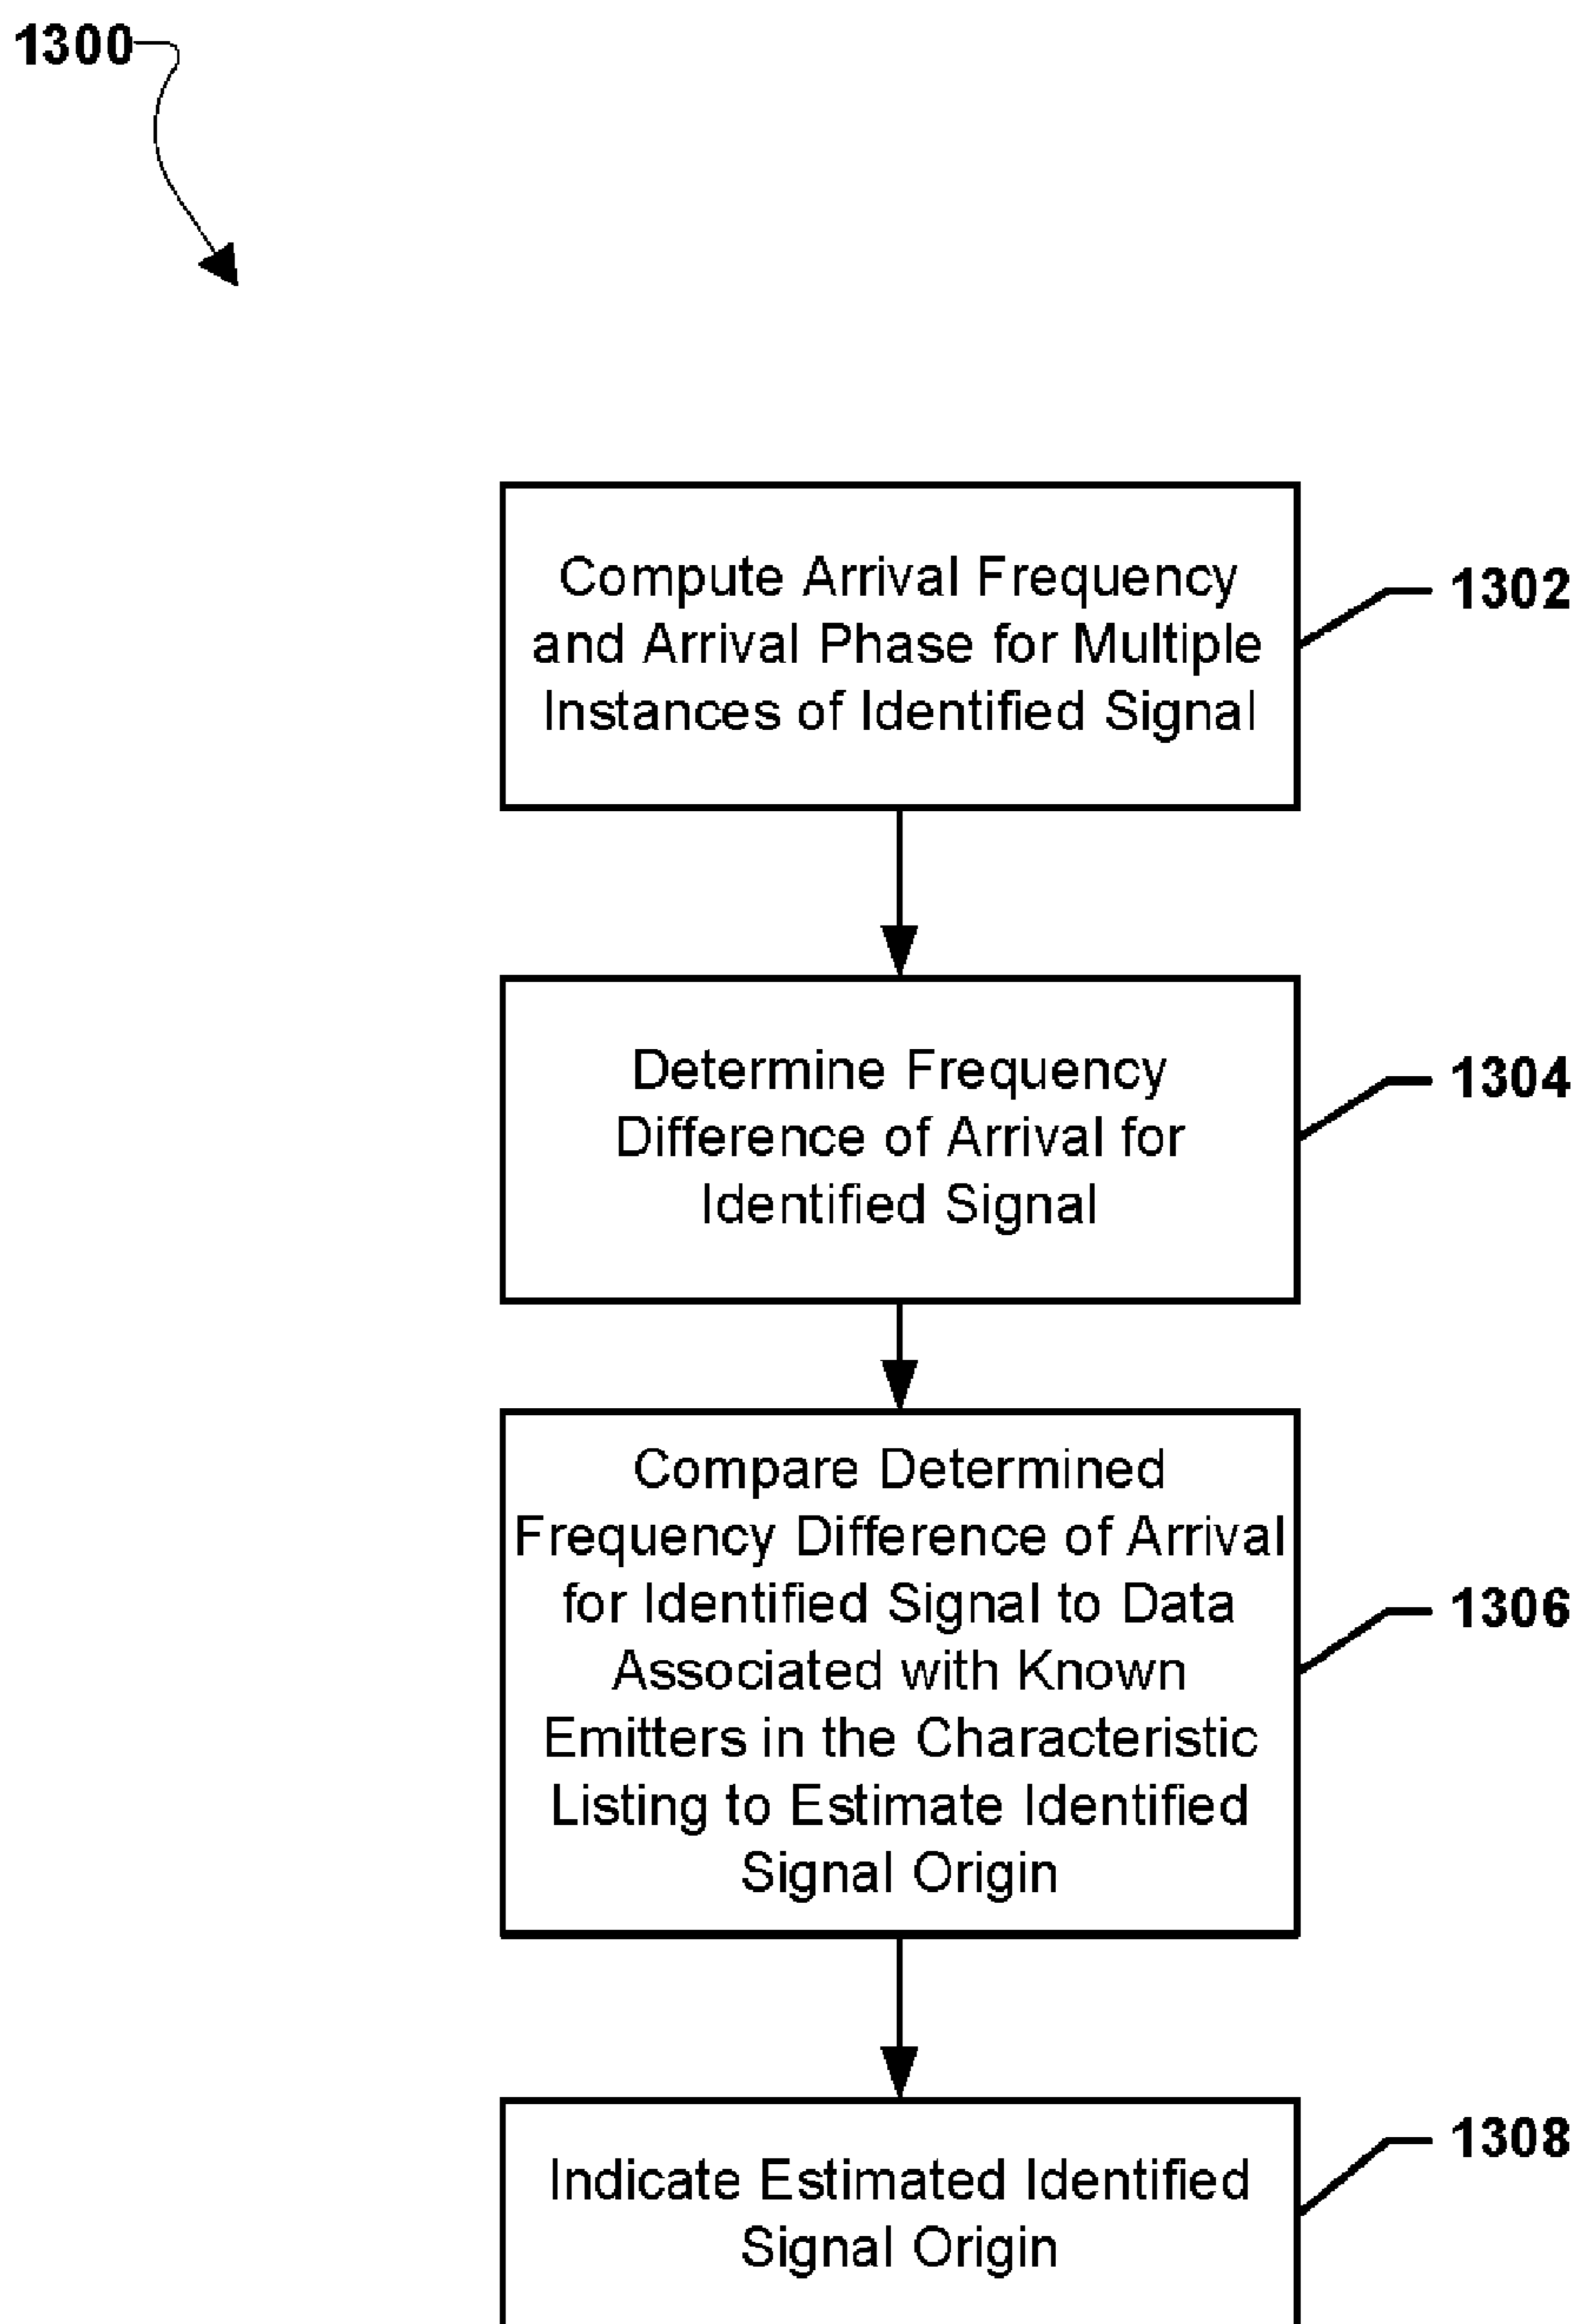 1300
Compute Arrival Frequency
and Arrival Phase for Multiple
Instances of Identified Signal
1302
Determine Frequency
Difference of Arrival for
Identified Signal
1304
Compare Determined
Frequency Difference of Arrival
for Identified Signal to Data
Associated with Known
Emitters in the Characteristic
Listing to Estimate Identified
Signal Origin
1306
Indicate Estimated Identified
Signal Origin
1308